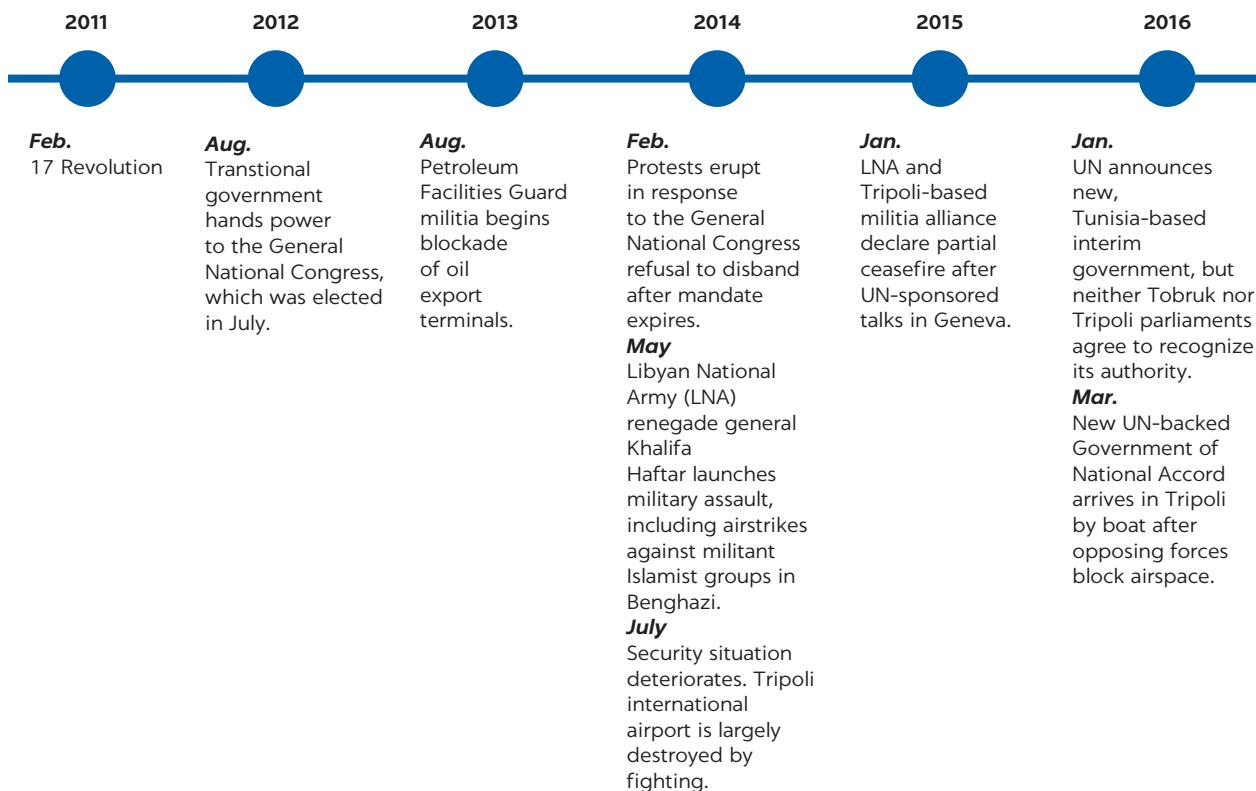 2011
2012
2013
2014
2015
2016
Feb.
17 Revolution
Aug.
Transtional
government
hands power
to the General
National Congress,
which was elected
in July.
Aug.
Petroleum
Facilities Guard
militia begins
blockade
of oil
export
terminals.
Feb.
Protests erupt
in response
to the General
National Congress
refusal to disband
after mandate
expires.
May
Libyan National
Army (LNA)
renegade general
Khalifa
Haftar launches
military assault,
including airstrikes
against militant
Islamist groups in
Benghazi.
July
Security situation
deteriorates. Tripoli
international
airport is largely
destroyed by
fighting.
Jan.
LNA and
Tripoli-based
militia alliance
declare partial
ceasefire after
UN-sponsored
talks in Geneva.
Jan.
UN announces
new,
Tunisia-based
interim
government, but
neither Tobruk nor
Tripoli parliaments
agree to recognize
its authority.
Mar.
New UN-backed
Government of
National Accord
arrives in Tripoli
by boat after
opposing forces
block airspace.